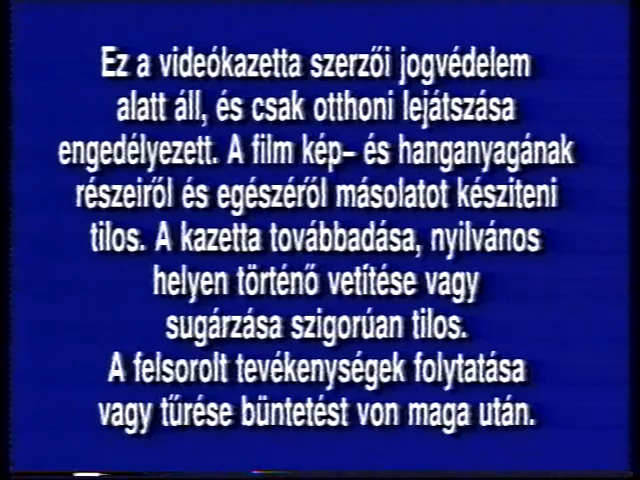 Ez a videókazetta szerzői jogvédelem
alatt áll, és csak otthoni lejátszása
engedélyezett. A film kép– és hanganyagának
részeiről és egészéről másolatot késziteni
tilos. A kazetta továbbadása, nyilvános
helyen történő vetítése vagy
sugárzása szigorúan tilos.
A felsorolt tevékenységek folytatása
vagy tűrése büntetést von maga után.